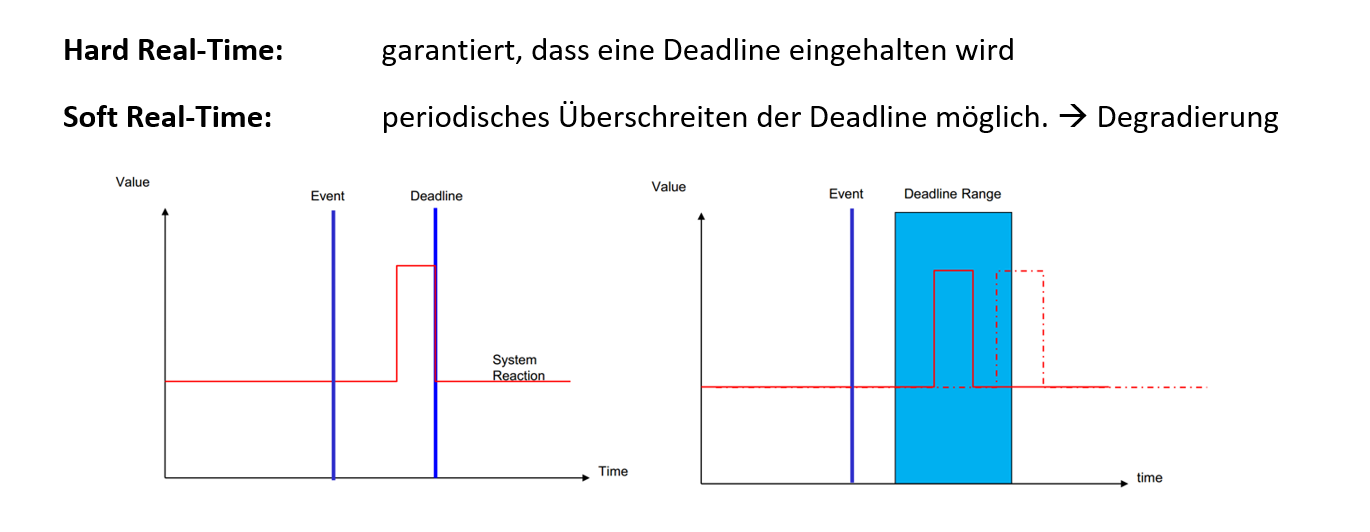 Hard Real-Time: garantiert, dass eine Deadline eingehalten wird
Soft Real-Time: periodisches Überschreiten der Deadline möglich. → Degradierung
Value
Event
Deadline
System
Reaction
Time
Value
Event
Deadline Range
time